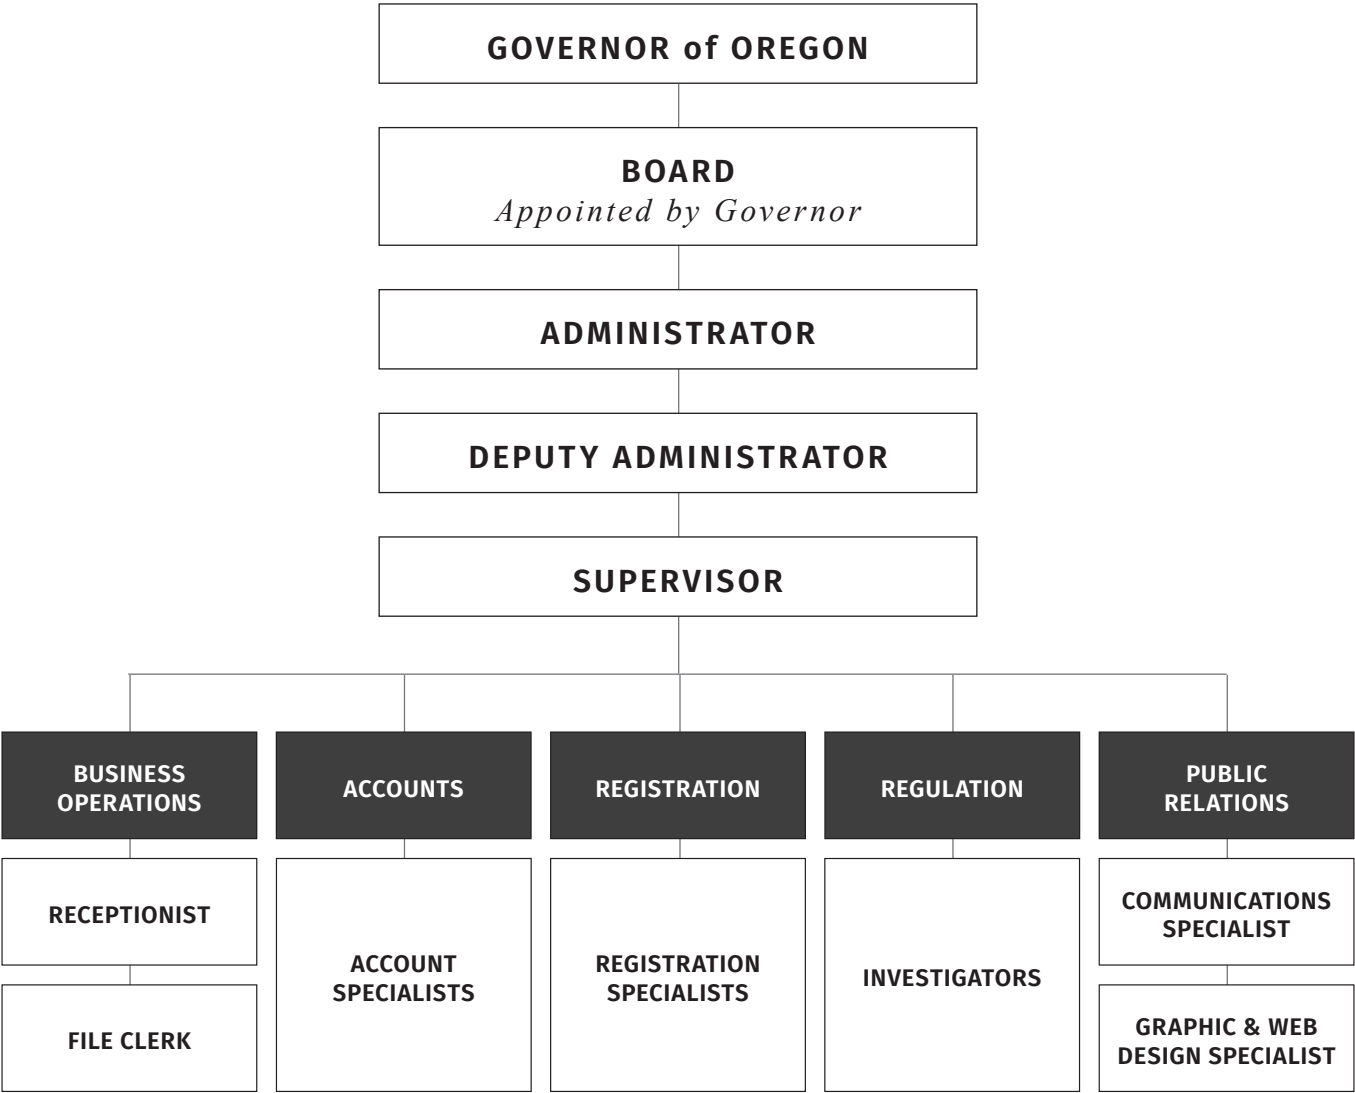 GOVERNOR of OREGON
BOARD
Appointed by Governor
ADMINISTRATOR
DEPUTY ADMINISTRATOR
SUPERVISOR
BUSINESS
OPERATIONS
ACCOUNTS
REGISTRATION
REGULATION
PUBLIC
RELATIONS
RECEPTIONIST
FILE CLERK
ACCOUNT
SPECIALISTS
REGISTRATION
SPECIALISTS
INVESTIGATORS
COMMUNICATIONS
SPECIALIST
GRAPHIC & WEB
DESIGN SPECIALIST